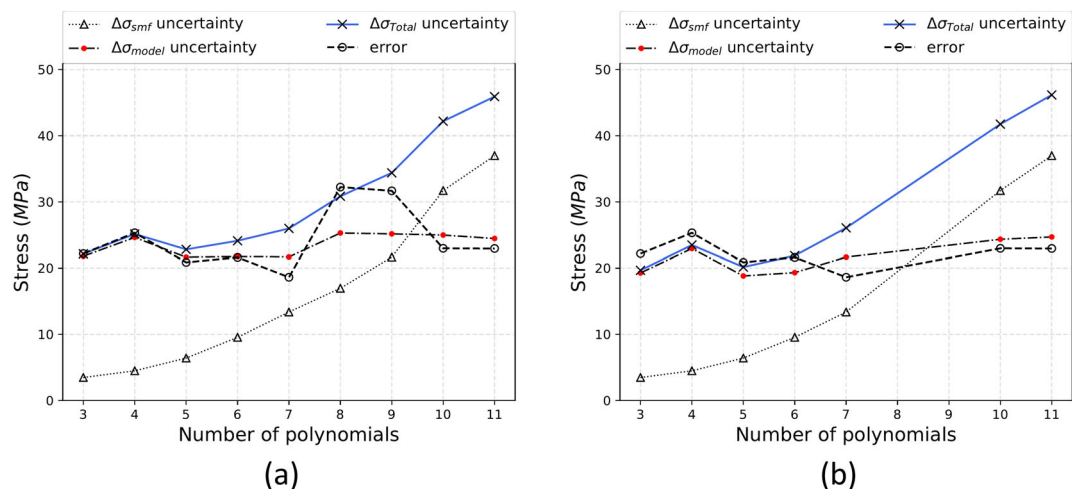 Δσsmf uncertainty ΔσTotal uncertainty
Δσmodel uncertainty error
50
40
30
20
10
0
Stress (MPa)
3 4 5 6 7 8 9 10 11
Number of polynomials
(a)
Δσsmf uncertainty ΔσTotal uncertainty
Δσmodel uncertainty error
50
40
30
20
10
0
Stress (MPa)
3 4 5 6 7 8 9 10 11
Number of polynomials
(b)